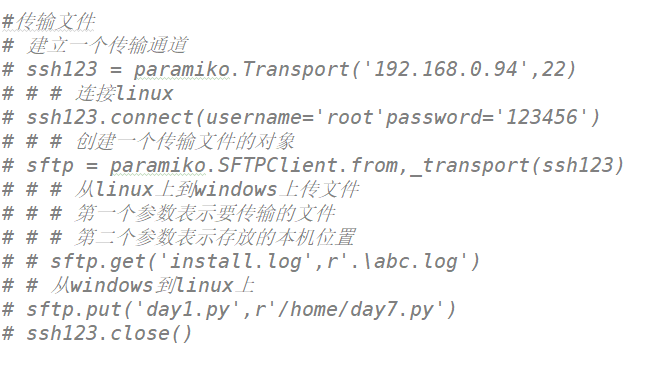 #传输文件
# 建立一个传输通道
# ssh123 = paramiko.Transport('192.168.0.94',22)
# # # 连接linux
# ssh123.connect(username='root'password='123456')
# # # 创建一个传输文件的对象
# sftp = paramiko.SFTPClient.from,_transport(ssh123)
# # # 从linux上到windows上传文件
# # # 第一个参数表示要传输的文件
# # # 第二个参数表示存放的本机位置
# # sftp.get('install.log',r'.\abc.log')
# # 从windows到linux上
# sftp.put('day1.py',r'/home/day7.py')
# ssh123.close()